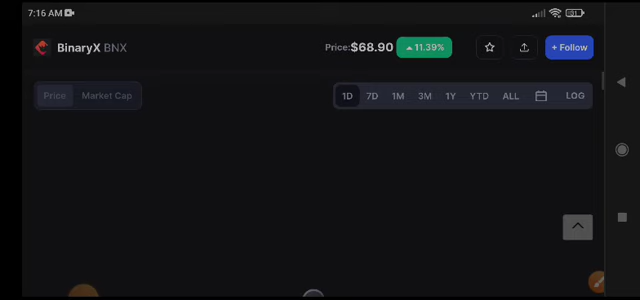 7:16 AM
BinaryX BNX
Price: $68.90 11.39%
+ Follow
Price Market Cap
1D 7D 1M 3M 1Y YTD ALL LOG